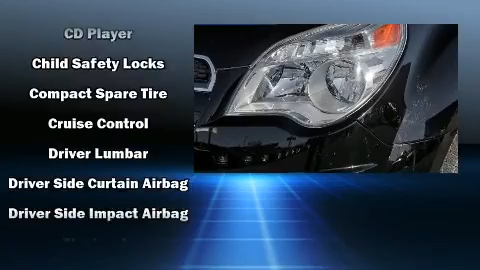 CD Player
Child Safety Locks
Compact Spare Tire
Cruise Control
Driver Lumbar
Driver Side Curtain Airbag
Driver Side Impact Airbag